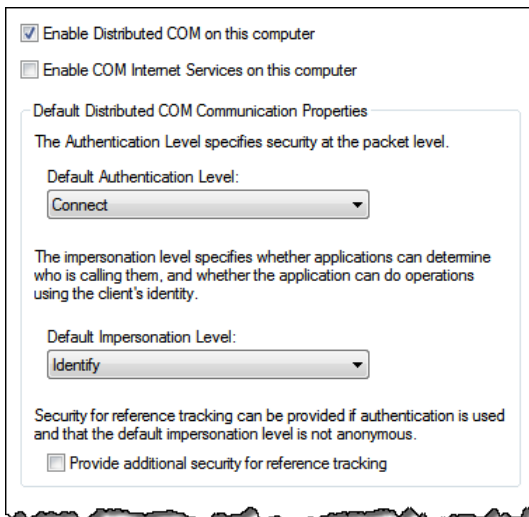 Enable Distributed COM on this computer
Enable COM Internet Services on this computer
Default Distributed COM Communication Properties
The Authentication Level specifies security at the packet level.
Default Authentication Level:
Connect
The impersonation level specifies whether applications can determine
who is calling them, and whether the application can do operations
using the client's identity.
Default Impersonation Level:
Identify
Security for reference tracking can be provided if authentication is used
and that the default impersonation level is not anonymous.
Provide additional security for reference tracking